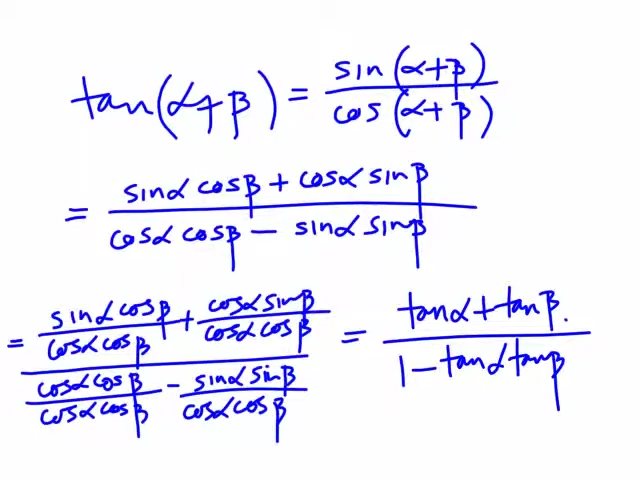 tan(α+β) = sin(α+β) / cos(α+β)
= (sinα cosβ + cosα sinβ) / (cosα cosβ − sinα sinβ)
= ((sinα cosβ)/(cosα cosβ) + (cosα sinβ)/(cosα cosβ)) / ((cosα cosβ)/(cosα cosβ) − (sinα sinβ)/(cosα cosβ)) = (tanα + tanβ.) / (1 − tanα tanβ)